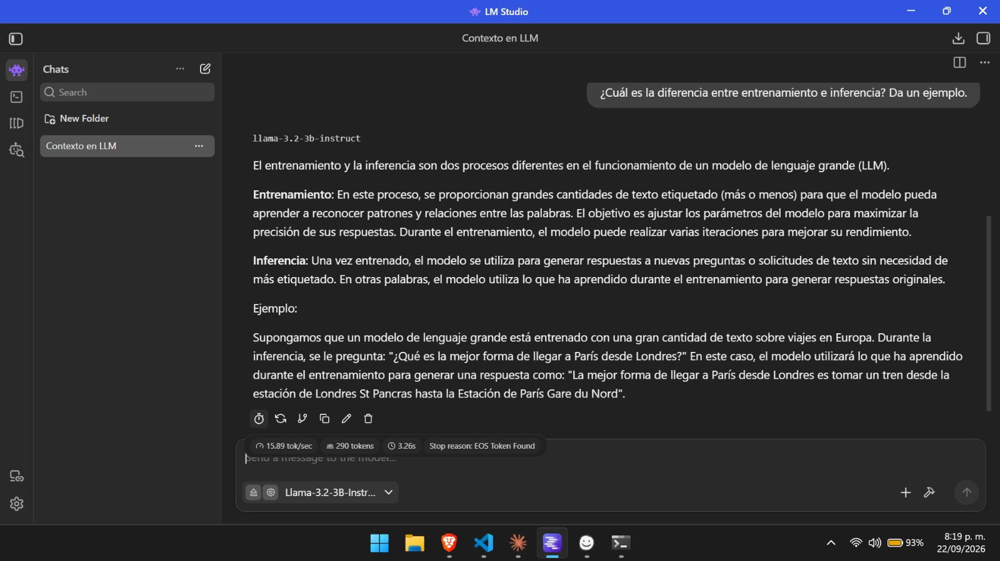 LM Studio
Contexto en LLM
Chats
Search
New Folder
Contexto en LLM
¿Cuál es la diferencia entre entrenamiento e inferencia? Da un ejemplo.
llama-3.2-3b-instruct
El entrenamiento y la inferencia son dos procesos diferentes en el funcionamiento de un modelo de lenguaje grande (LLM).
Entrenamiento: En este proceso, se proporcionan grandes cantidades de texto etiquetado (más o menos) para que el modelo pueda
aprender a reconocer patrones y relaciones entre las palabras. El objetivo es ajustar los parámetros del modelo para maximizar la
precisión de sus respuestas. Durante el entrenamiento, el modelo puede realizar varias iteraciones para mejorar su rendimiento.
Inferencia: Una vez entrenado, el modelo se utiliza para generar respuestas a nuevas preguntas o solicitudes de texto sin necesidad de
más etiquetado. En otras palabras, el modelo utiliza lo que ha aprendido durante el entrenamiento para generar respuestas originales.
Ejemplo:
Supongamos que un modelo de lenguaje grande está entrenado con una gran cantidad de texto sobre viajes en Europa. Durante la
inferencia, se le pregunta: "¿Qué es la mejor forma de llegar a París desde Londres?" En este caso, el modelo utilizará lo que ha aprendido
durante el entrenamiento para generar una respuesta como: "La mejor forma de llegar a París desde Londres es tomar un tren desde la
estación de Londres St Pancras hasta la Estación de París Gare du Nord".
15.89 tok/sec 290 tokens 3.26s Stop reason: EOS Token Found
Send a message to the model...
Llama-3.2-3B-Instr...
93%
8:19 p. m.
22/09/2026